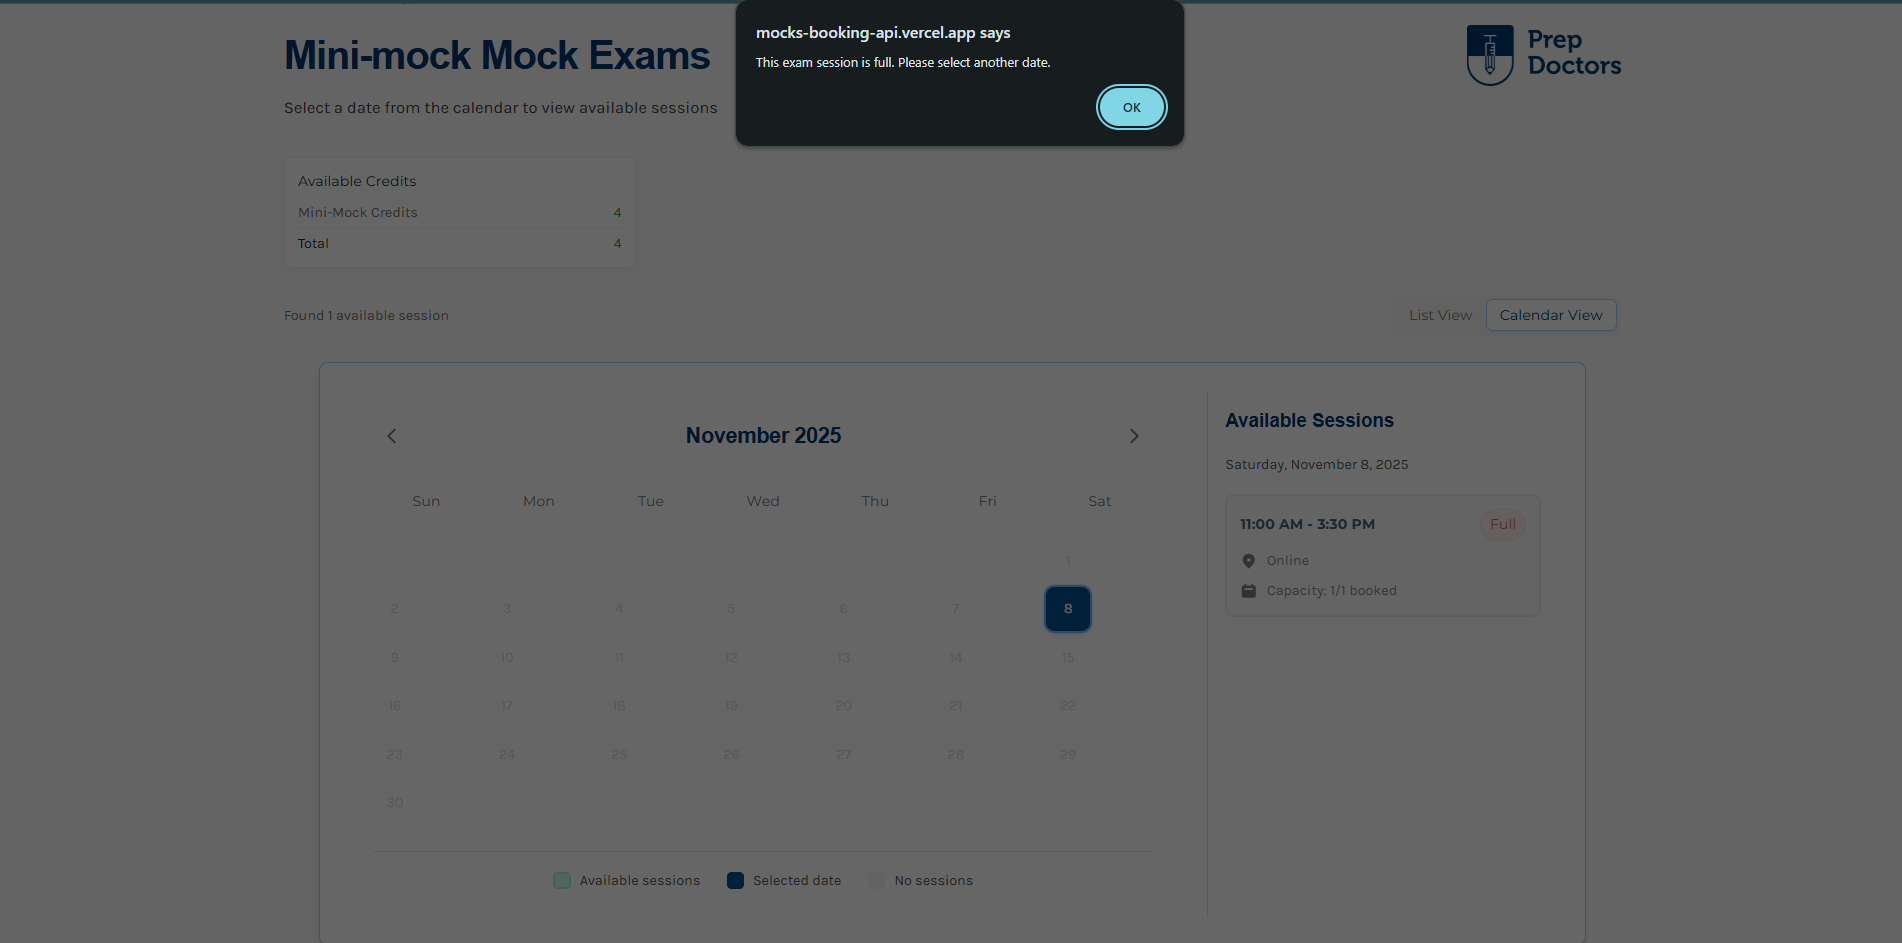 mocks-booking-api.vercel.app says
This exam session is full. Please select another date.
OK
Mini-mock Mock Exams
Select a date from the calendar to view available sessions
Prep
Doctors
Available Credits
Mini-Mock Credits 4
Total 4
Found 1 available session
List View Calendar View
November 2025
Sun Mon Tue Wed Thu Fri Sat
1
2 3 4 5 6 7 8
9 10 11 12 13 14 15
16 17 18 19 20 21 22
23 24 25 26 27 28 29
30
Available sessions Selected date No sessions
Available Sessions
Saturday, November 8, 2025
11:00 AM - 3:30 PM Full
Online
Capacity: 1/1 booked